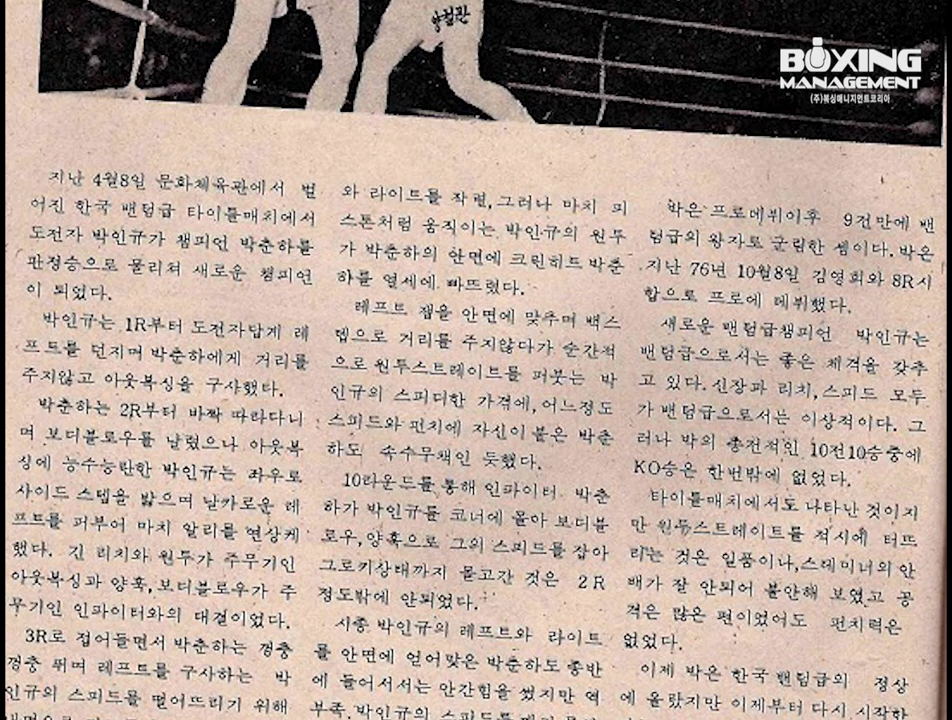 양철판
BOXING
MANAGEMENT
(주)복싱매니지먼트코리아
지난 4월8일 문화체육관에서 벌
어진 한국 밴텀급 타이틀매치에서
도전자 박인규가 챔피언 박춘하를
판정승으로 물리쳐 새로운 챔피언
이 되었다.
박인규는 1R부터 도전자답게 레
프트를 던지며 박춘하에게 거리를
주지않고 아웃복싱을 구사했다.
박춘하는 2R부터 바짝 따라다니
며 보디블로우를 날렸으나 아웃복
싱에 능수능란한 박인규는 좌우로
사이드 스텝을 밟으며 날카로운 레
프트를 퍼부어 마치 알리를 연상케
했다. 긴 리치와 원투가 주무기인
아웃복싱과 양훅, 보디블로우가 주
무기인 인파이터와의 대결이었다.
3R로 접어들면서 박춘하는 껑충
껑충 뛰며 레프트를 구사하는 박
인규의 스피드를 떨어뜨리기 위해
와 라이트를 작렬, 그러나 마치 피
스톤처럼 움직이는 박인규의 원투
가 박춘하의 안면에 크린히트 박춘
하를 열세에 빠뜨렸다.
레프트 잽을 안면에 맞추며 백스
텝으로 거리를 주지않다가 순간적
으로 원투스트레이트를 퍼붓는 박
인규의 스피디한 가격에, 어느정도
스피드와 펀치에 자신이 붙은 박춘
하도 속수무책인 듯했다.
10라운드를 통해 인파이터 박춘
하가 박인규를 코너에 몰아 보디블
로우, 양훅으로 그의 스피드를 잡아
그로키상태까지 몰고간 것은 2R
정도밖에 안되었다.
시종 박인규의 레프트와 라이트
를 안면에 얻어맞은 박춘하도 종반
에 들어서서는 안간힘을 썼지만 역
부족, 박인규의 스피드를
박은 프로데뷔이후 9전만에 밴
텀급의 왕자로 군림한 셈이다. 박은
지난 76년 10월8일 김영희와 8R시
합으로 프로에 데뷔했다.
새로운 밴텀급챔피언 박인규는
밴텀급으로서는 좋은 체격을 갖추
고 있다. 신장과 리치, 스피드 모두
가 밴텀급으로서는 이상적이다. 그
러나 박의 총전적인 10전10승중에
KO승은 한번밖에 없었다.
타이틀매치에서도 나타난 것이지
만 원투스트레이트를 적시에 터뜨
리는 것은 일품이나, 스테미너의 안
배가 잘 안되어 불안해 보였고 공
격은 많은 편이었어도 펀치력은
없었다.
이제 박은 한국 밴텀급의 정상
에 올랐지만 이제부터 다시 시작한